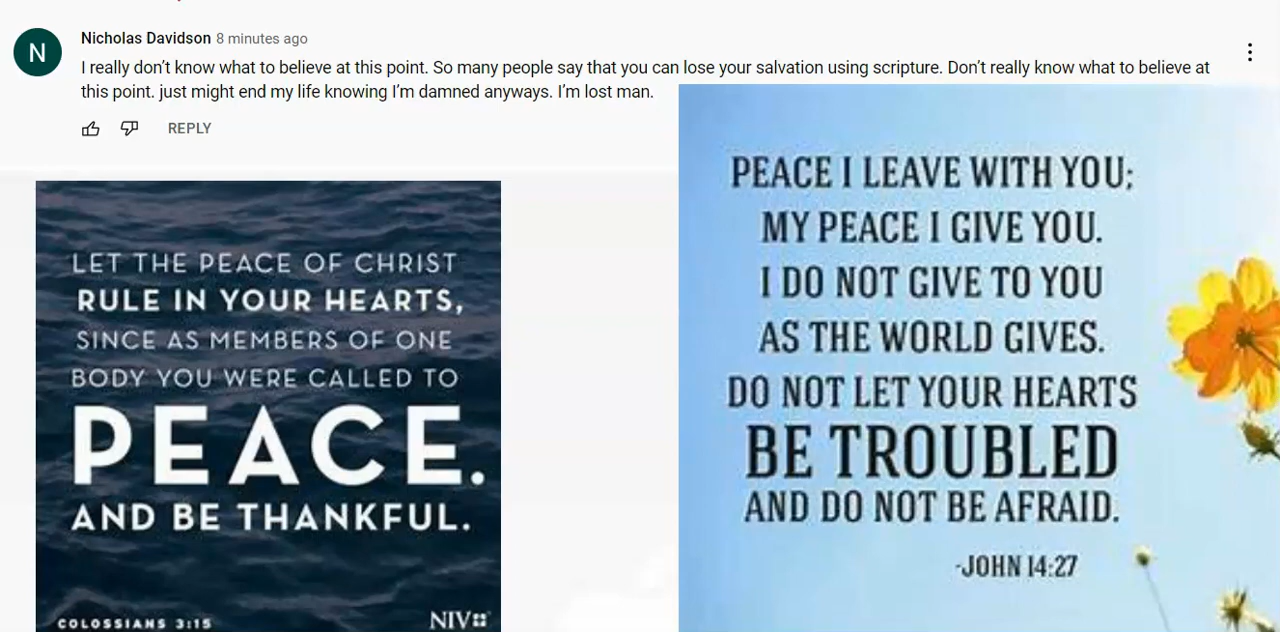 N
Nicholas Davidson 8 minutes ago
I really don’t know what to believe at this point. So many people say that you can lose your salvation using scripture. Don’t really know what to believe at
this point. just might end my life knowing I’m damned anyways. I’m lost man.
REPLY
LET THE PEACE OF CHRIST
RULE IN YOUR HEARTS,
SINCE AS MEMBERS OF ONE
BODY YOU WERE CALLED TO
PEACE.
AND BE THANKFUL.
COLOSSIANS 3:15
NIV
PEACE I LEAVE WITH YOU;
MY PEACE I GIVE YOU.
I DO NOT GIVE TO YOU
AS THE WORLD GIVES.
DO NOT LET YOUR HEARTS
BE TROUBLED
AND DO NOT BE AFRAID.
-JOHN 14:27